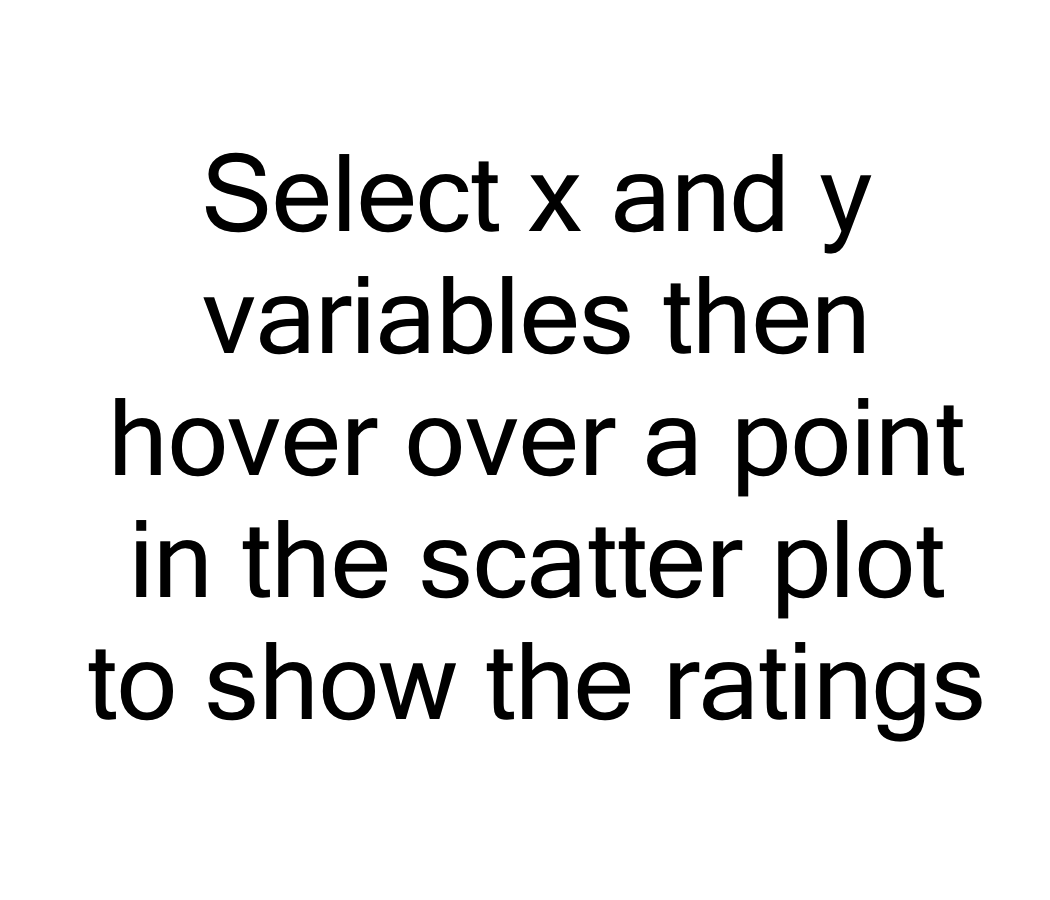 Select x and y
variables then
hover over a point
in the scatter plot
to show the ratings